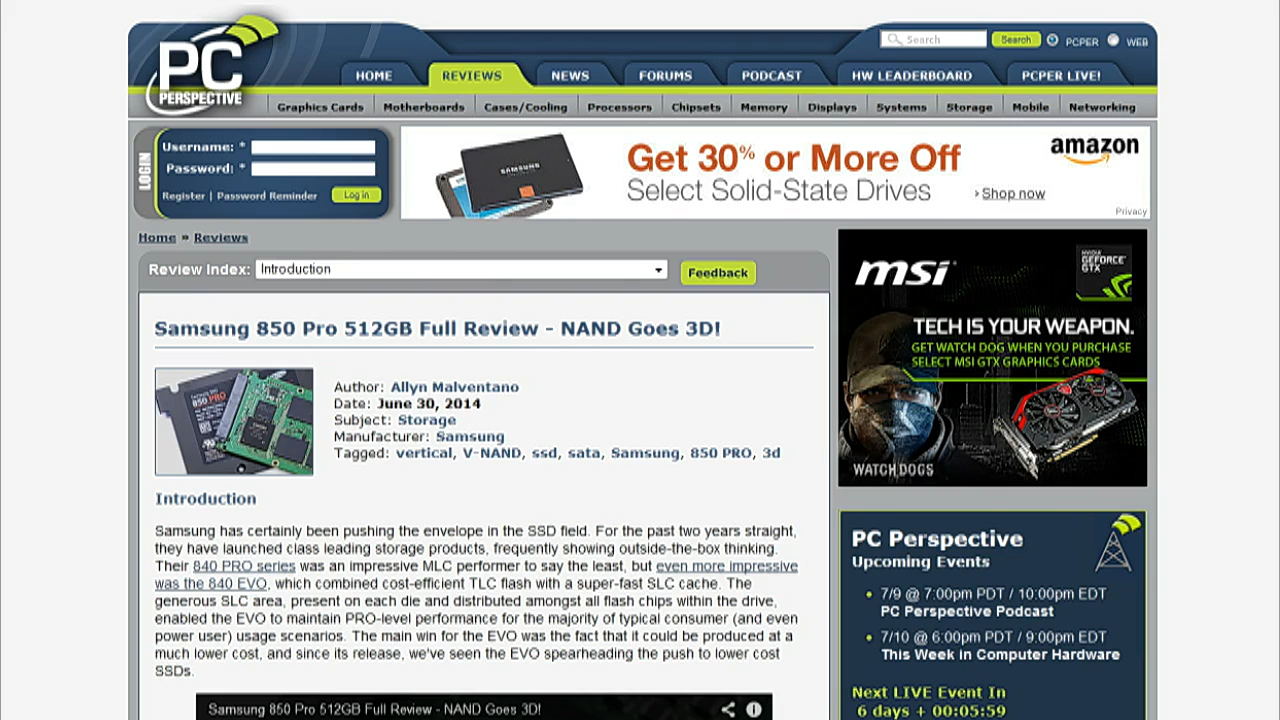 PC
PERSPECTIVE
Search
Search
PCPER
WEB
HOME
REVIEWS
NEWS
FORUMS
PODCAST
HW LEADERBOARD
PCPER LIVE!
Graphics Cards
Motherboards
Cases/Cooling
Processors
Chipsets
Memory
Displays
Systems
Storage
Mobile
Networking
LOGIN
Username: *
Password: *
Register | Password Reminder
Log in
SAMSUNG
Get 30% or More Off
Select Solid-State Drives
› Shop now
amazon
Privacy
Home » Reviews
Review Index:
Introduction
Feedback
Samsung 850 Pro 512GB Full Review - NAND Goes 3D!
850 PRO
Author: Allyn Malventano
Date: June 30, 2014
Subject: Storage
Manufacturer: Samsung
Tagged: vertical, V-NAND, ssd, sata, Samsung, 850 PRO, 3d
Introduction
Samsung has certainly been pushing the envelope in the SSD field. For the past two years straight,
they have launched class leading storage products, frequently showing outside-the-box thinking.
Their 840 PRO series was an impressive MLC performer to say the least, but even more impressive
was the 840 EVO, which combined cost-efficient TLC flash with a super-fast SLC cache. The
generous SLC area, present on each die and distributed amongst all flash chips within the drive,
enabled the EVO to maintain PRO-level performance for the majority of typical consumer (and even
power user) usage scenarios. The main win for the EVO was the fact that it could be produced at a
much lower cost, and since its release, we've seen the EVO spearheading the push to lower cost
SSDs.
Samsung 850 Pro 512GB Full Review - NAND Goes 3D!
msi
NVIDIA
GEFORCE
GTX
TECH IS YOUR WEAPON.
GET WATCH DOG WHEN YOU PURCHASE
SELECT MSI GTX GRAPHICS CARDS
WATCH DOGS
PC Perspective
Upcoming Events
• 7/9 @ 7:00pm PDT / 10:00pm EDT
PC Perspective Podcast
• 7/10 @ 6:00pm PDT / 9:00pm EDT
This Week in Computer Hardware
Next LIVE Event In
6 days + 00:05:59